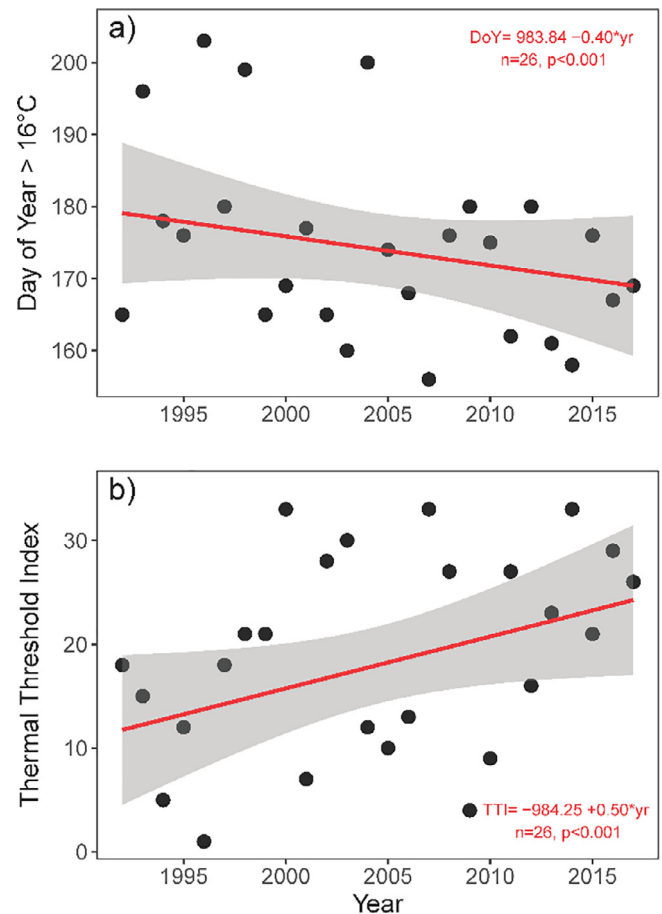 a)
DoY= 983.84 −0.40*yr
n=26, p<0.001
Day of Year > 16°C
200
190
180
170
160
1995 2000 2005 2010 2015
b)
Thermal Threshold Index
30
20
10
0
TTI= −984.25 +0.50*yr
n=26, p<0.001
1995 2000 2005 2010 2015
Year